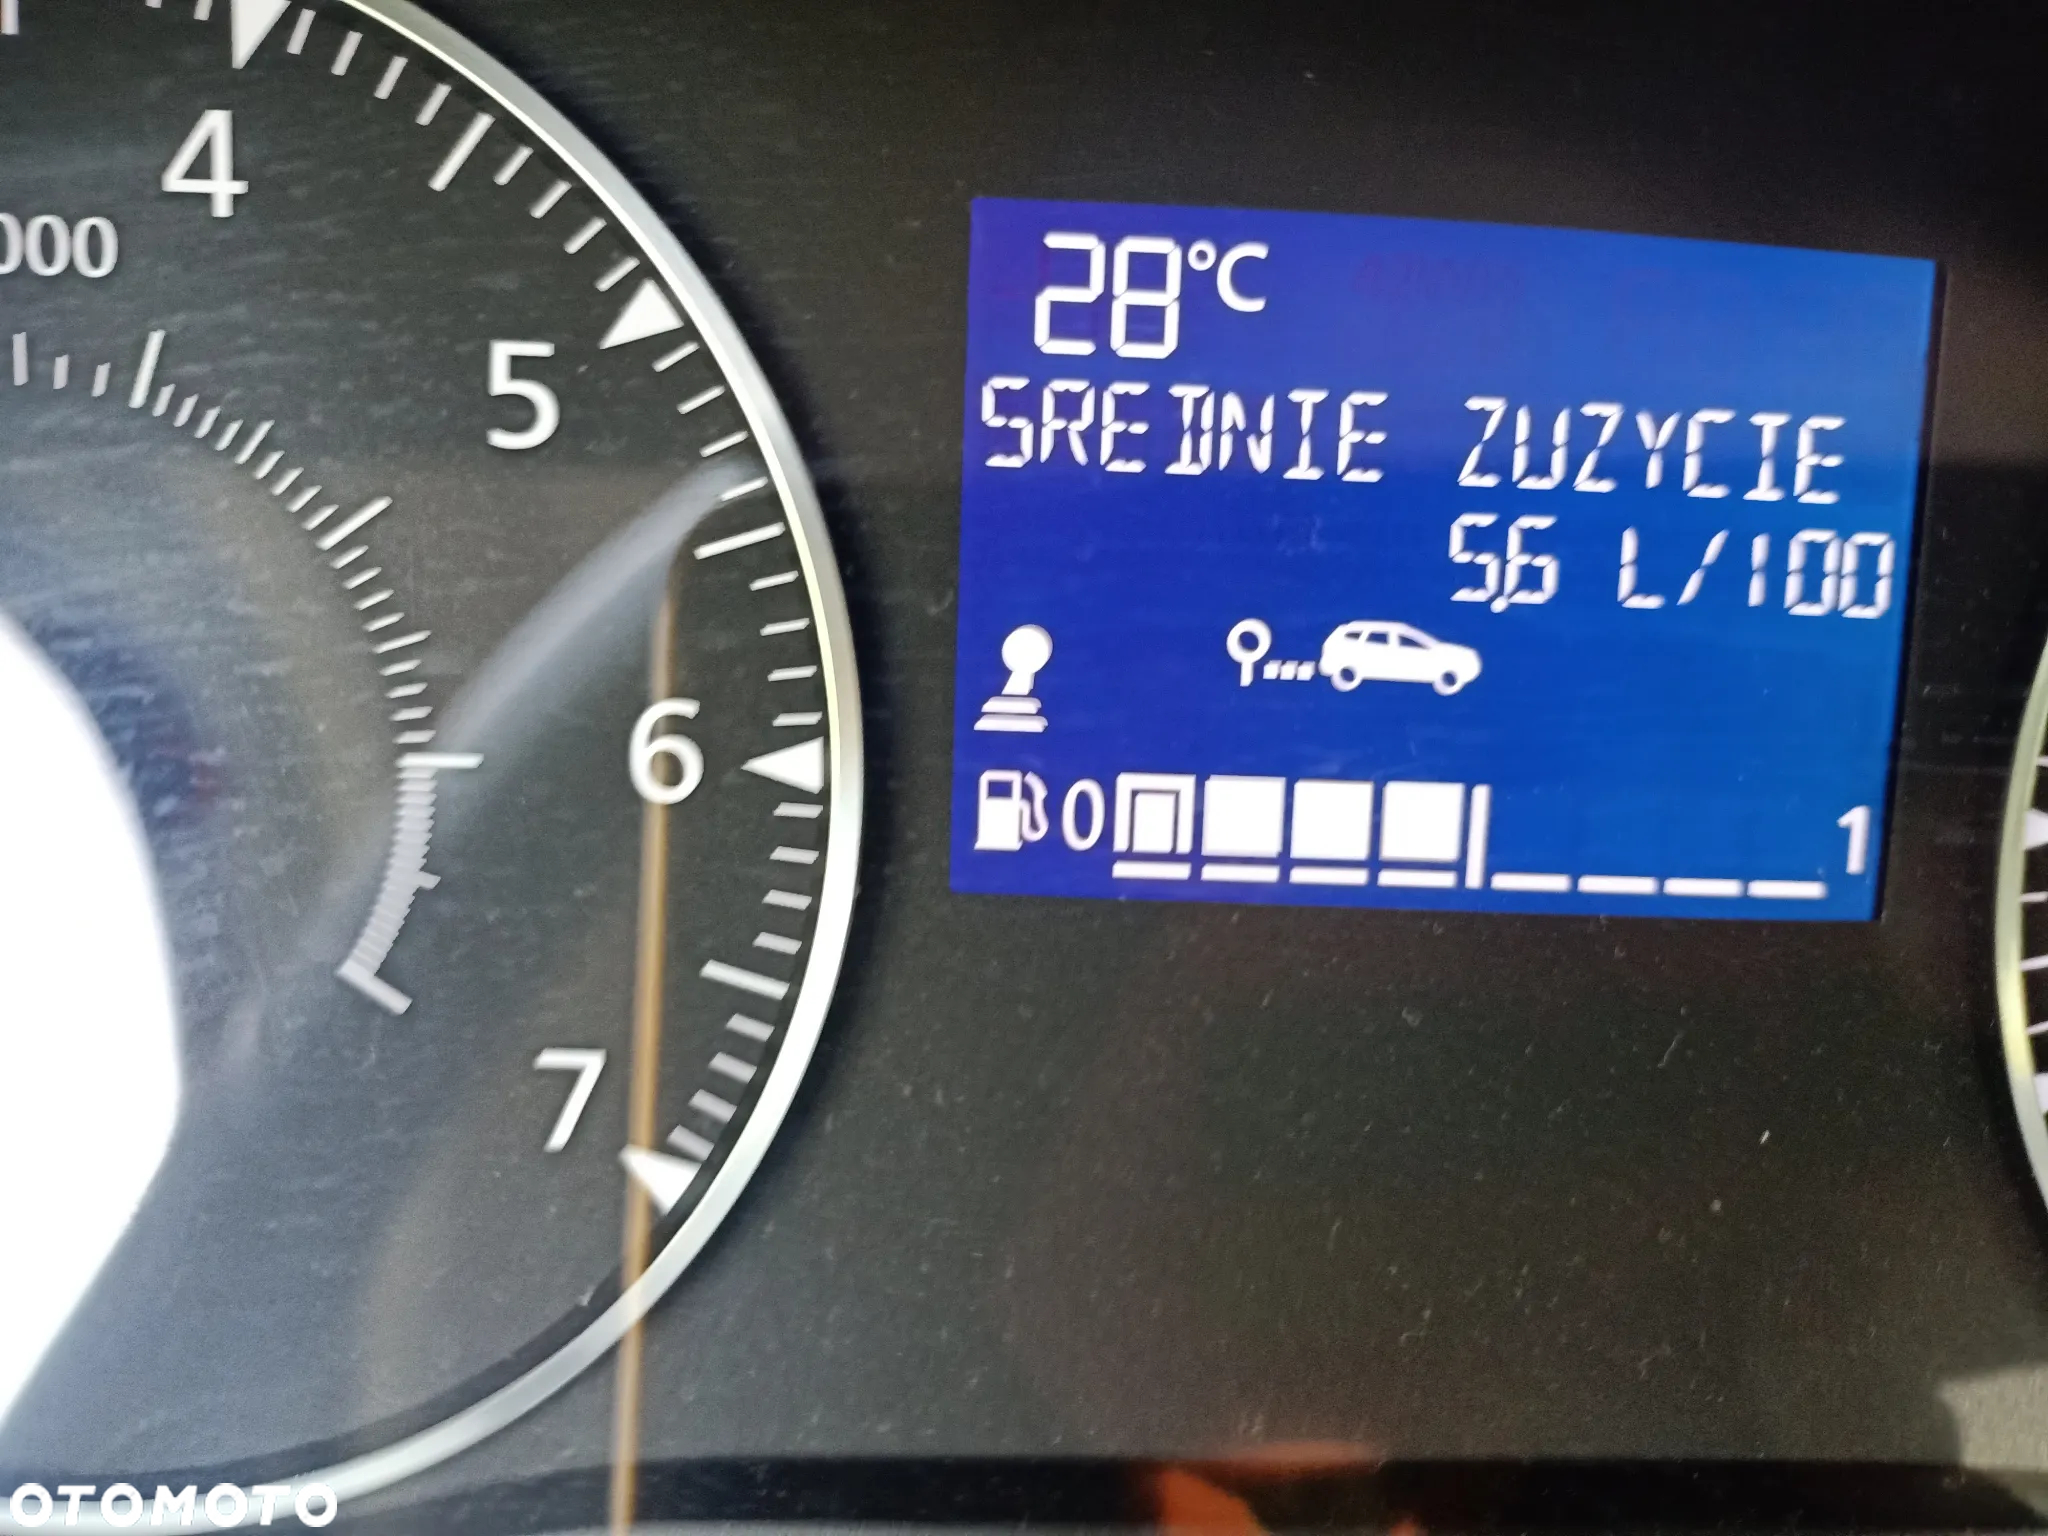 4
000
5
6
7
28°C
SREDNIE ZUZYCIE
5,6 L/100
0 1
OTOMOTO